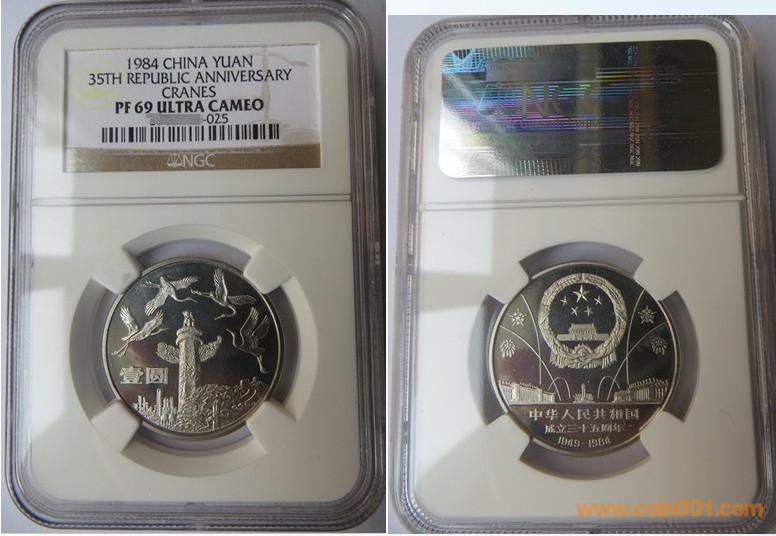 1984 CHINA YUAN
35TH REPUBLIC ANNIVERSARY
CRANES
PF 69 ULTRA CAMEO
-025
NGC
壹圆
NGC
中华人民共和国
成立三十五周年
1949-1984
www.coin001.com